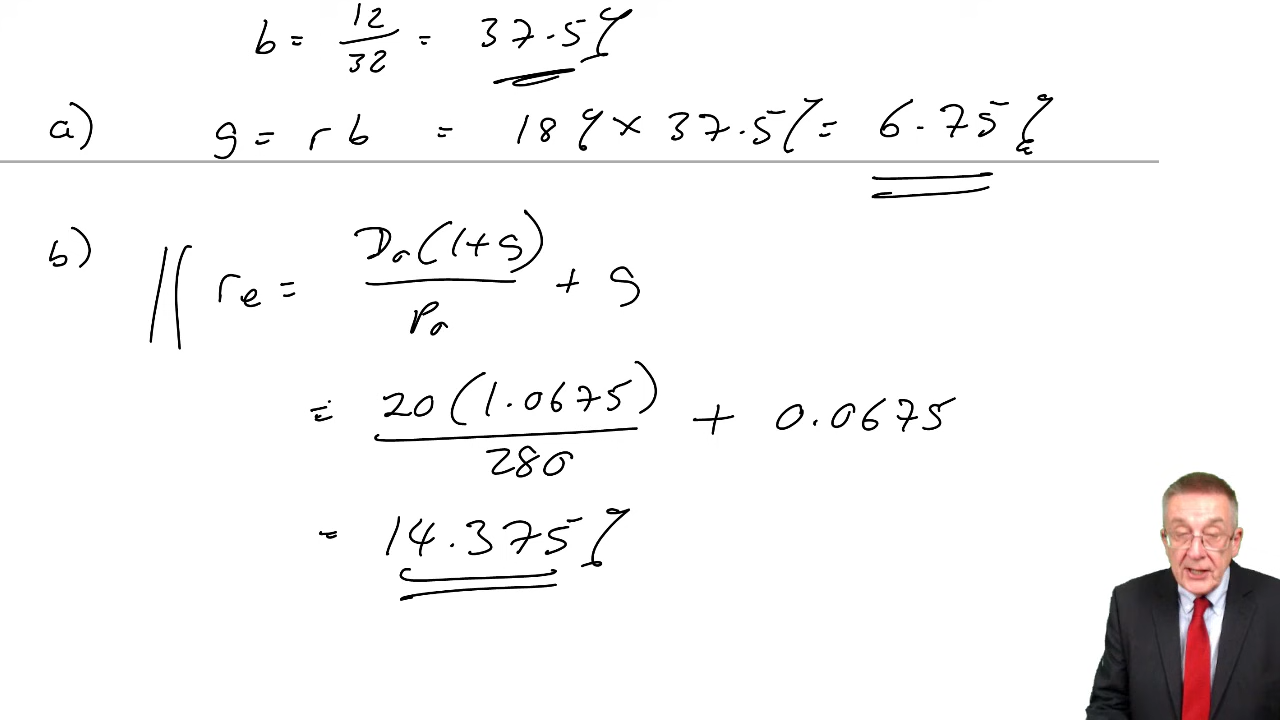 b = 12/32 = 37.5%
a) g = r b = 18% × 37.5% = 6.75%
b) re = D₀(1+g)/P₀ + g
= 20(1.0675)/280 + 0.0675
= 14.375%